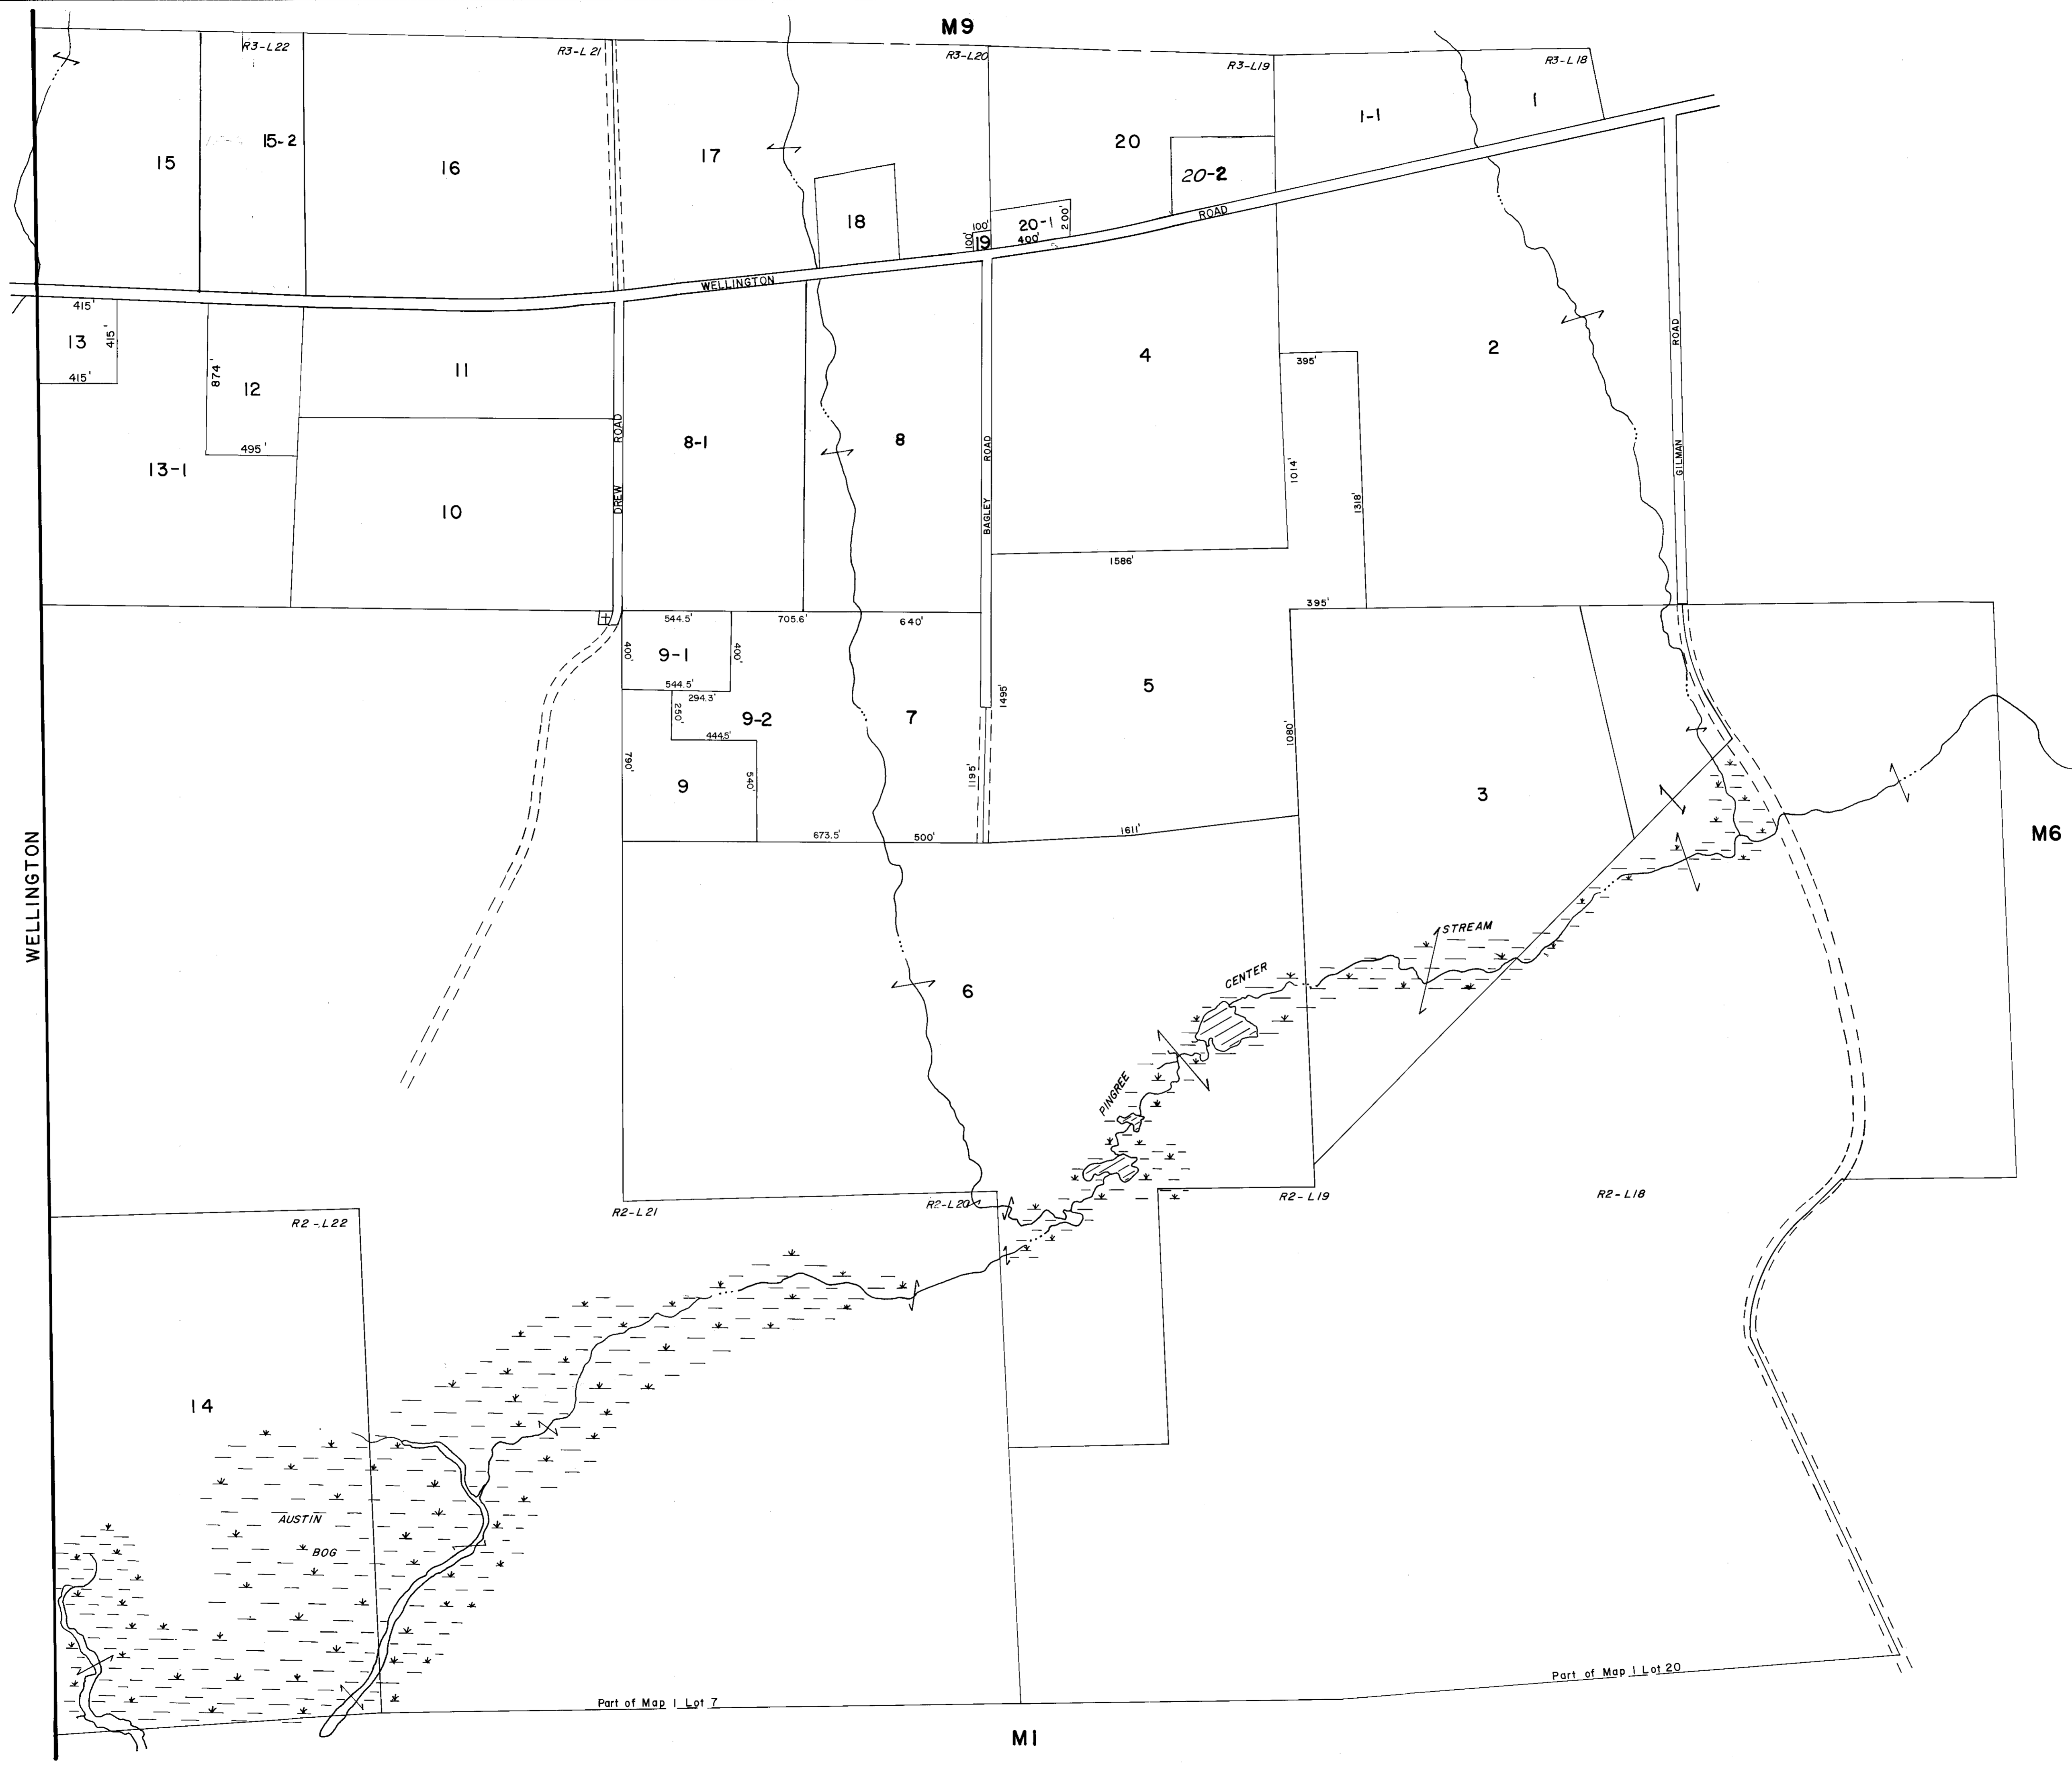 M9
R3-L22
R3-L21
R3-L20
R3-L19
R3-L18
15
15-2
16
17
18
19
100'
100'
20-1
400'
200'
20
20-2
1-1
1
WELLINGTON
ROAD
ROAD
415'
13
415'
415'
874'
12
495'
13-1
11
10
DREW
ROAD
8-1
8
BAGLEY
ROAD
4
395'
1014'
1318'
1586'
2
GILMAN
ROAD
544.5'
705.6'
640'
400'
9-1
400'
544.5'
294.3'
250'
9-2
444.5'
790'
9
540'
7
673.5'
500'
1195'
1495'
5
1611'
395'
1080'
3
M6
WELLINGTON
6
PINGREE
CENTER
STREAM
R2-L22
R2-L21
R2-L20
R2-L19
R2-L18
14
AUSTIN
BOG
Part of Map 1 Lot 7
Part of Map 1 Lot 20
M1